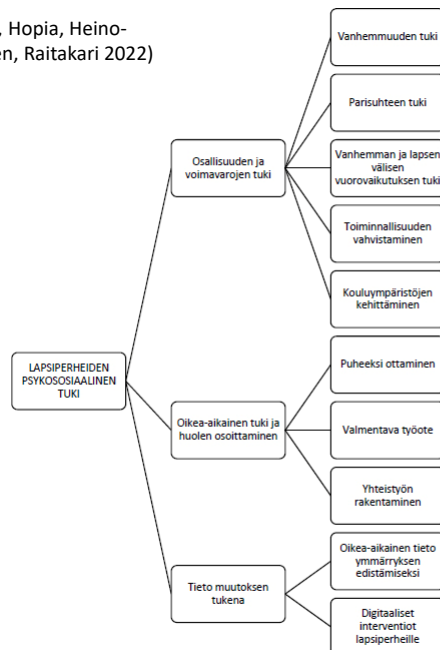 , Hopia, Heino-
en, Raitakari 2022)
Vanhemmuuden tuki
Parisuhteen tuki
Osallisuuden ja
voimavarojen tuki
Vanhemman ja lapsen
välisen
vuorovaikutuksen tuki
Toiminnallisuuden
vahvistaminen
Kouluympäristöjen
kehittäminen
LAPSIPERHEIDEN
PSYKOSOSIAALINEN
TUKI
Puheeksi ottaminen
Oikea-aikainen tuki ja
huolen osoittaminen
Valmentava työote
Yhteistyön
rakentaminen
Tieto muutoksen
tukena
Oikea-aikainen tieto
ymmärryksen
edistämiseksi
Digitaaliset
interventiot
lapsiperheille